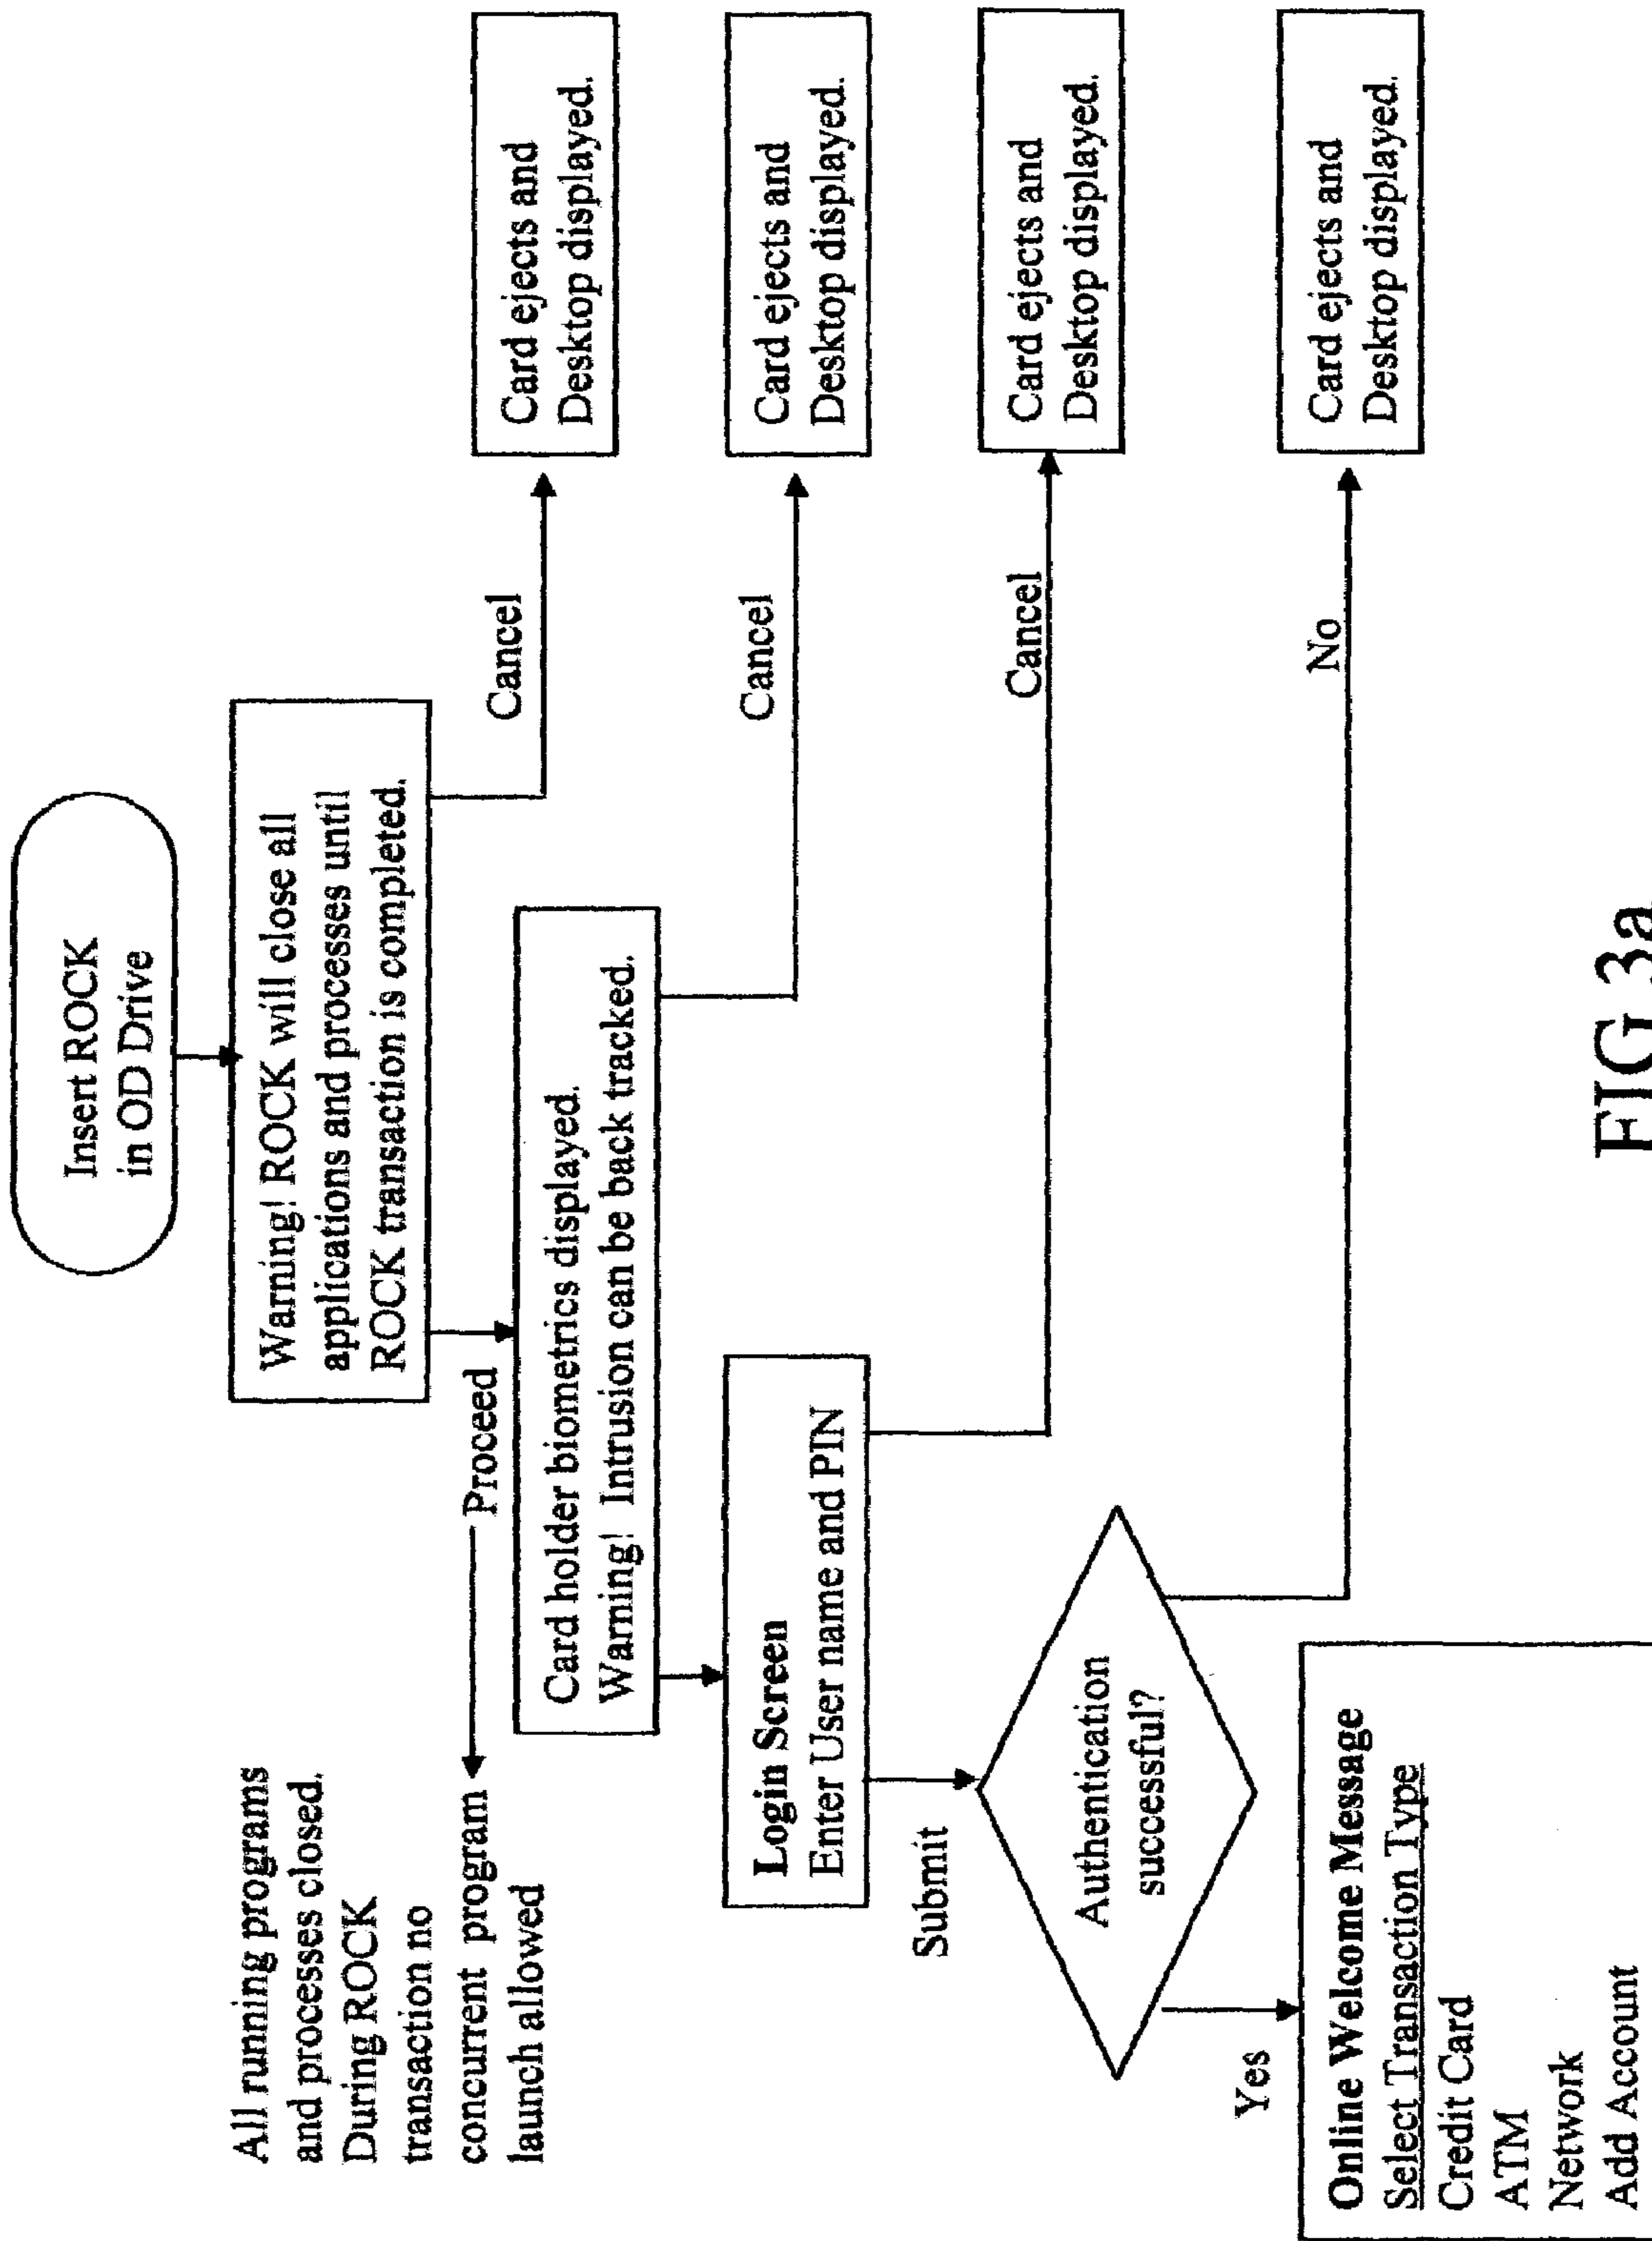 Insert ROCK
in OD Drive
Warning! ROCK will close all
applications and processes until
ROCK transaction is completed.
All running programs
and processes closed.
During ROCK
transaction no
concurrent program
launch allowed
Proceed
Cancel
Card ejects and
Desktop displayed.
Card holder biometrics displayed.
Warning! Intrusion can be back tracked.
Cancel
Card ejects and
Desktop displayed.
Login Screen
Enter User name and PIN
Cancel
Card ejects and
Desktop displayed.
Submit
Authentication
successful?
No
Card ejects and
Desktop displayed.
Yes
Online Welcome Message
Select Transaction Type
Credit Card
ATM
Network
Add Account
FIG 3a